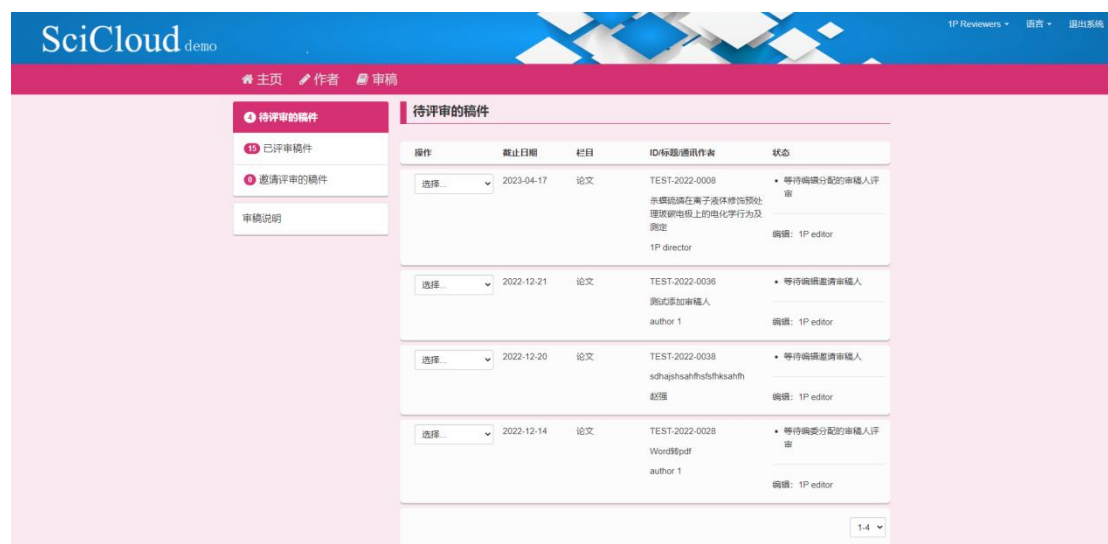 SciCloud demo
1P Reviewers 语言 退出系统
主页 作者 审稿
4 待评审的稿件
15 已评审稿件
0 邀请评审的稿件
审稿说明
待评审的稿件
操作 截止日期 栏目 ID/标题/通讯作者 状态
选择... 2023-04-17 论文 TEST-2022-0008
杀螟硫磷在离子液体修饰预处
理玻碳电极上的电化学行为及
测定
1P director
等待编辑分配的审稿人评
审
编辑：1P editor
选择... 2022-12-21 论文 TEST-2022-0036
测试添加审稿人
author 1
等待编辑邀请审稿人
编辑：1P editor
选择... 2022-12-20 论文 TEST-2022-0038
sdhajshsahfhsfsfhksahfh
赵强
等待编辑邀请审稿人
编辑：1P editor
选择... 2022-12-14 论文 TEST-2022-0028
Word转pdf
author 1
等待编委分配的审稿人评
审
编辑：1P editor
1-4